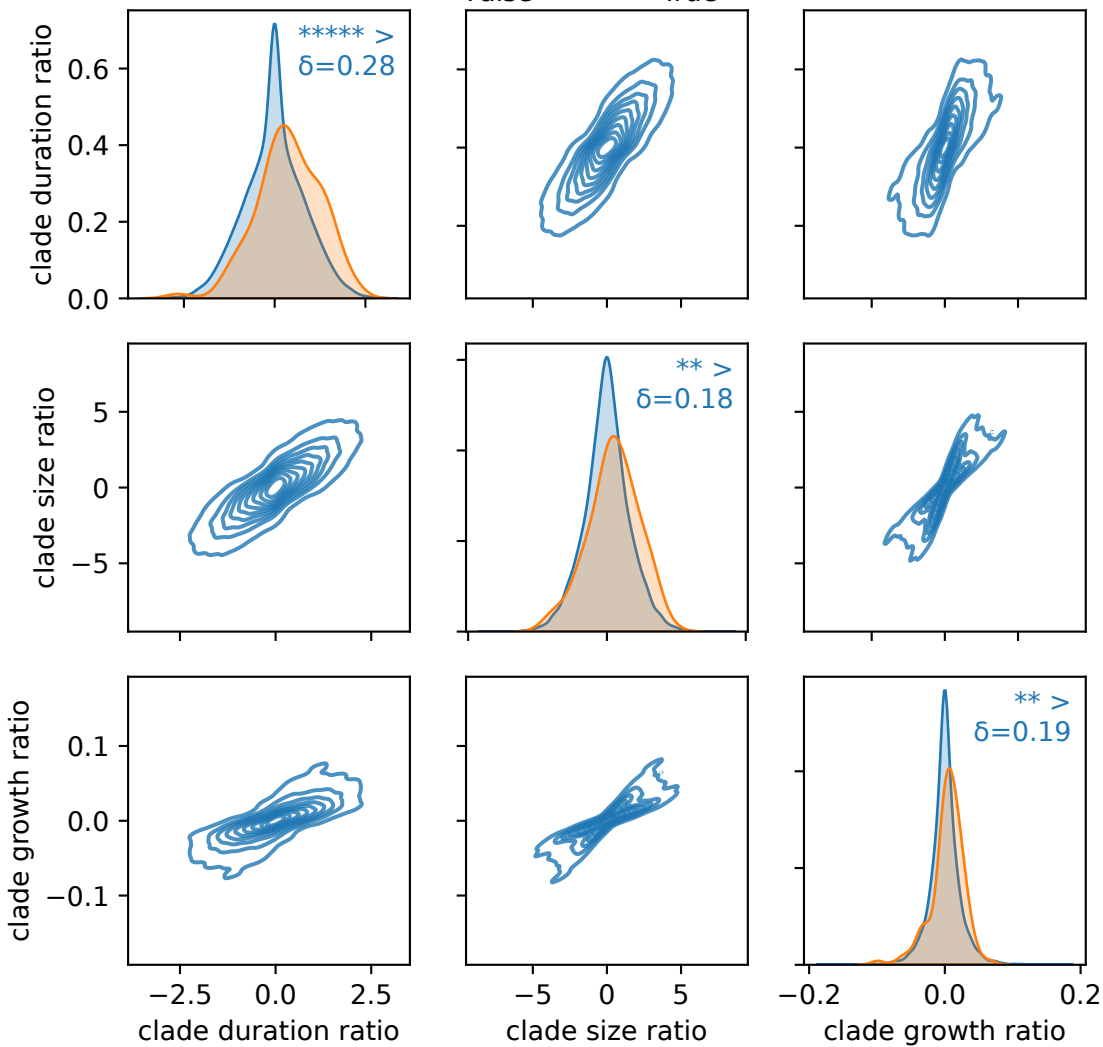 ***** >
δ=0.28
clade duration ratio
0.6
0.4
0.2
0.0
** >
δ=0.18
clade size ratio
5
0
−5
** >
δ=0.19
clade growth ratio
0.1
0.0
−0.1
−2.5 0.0 2.5 −5 0 5 −0.2 0.0 0.2
clade duration ratio clade size ratio clade growth ratio